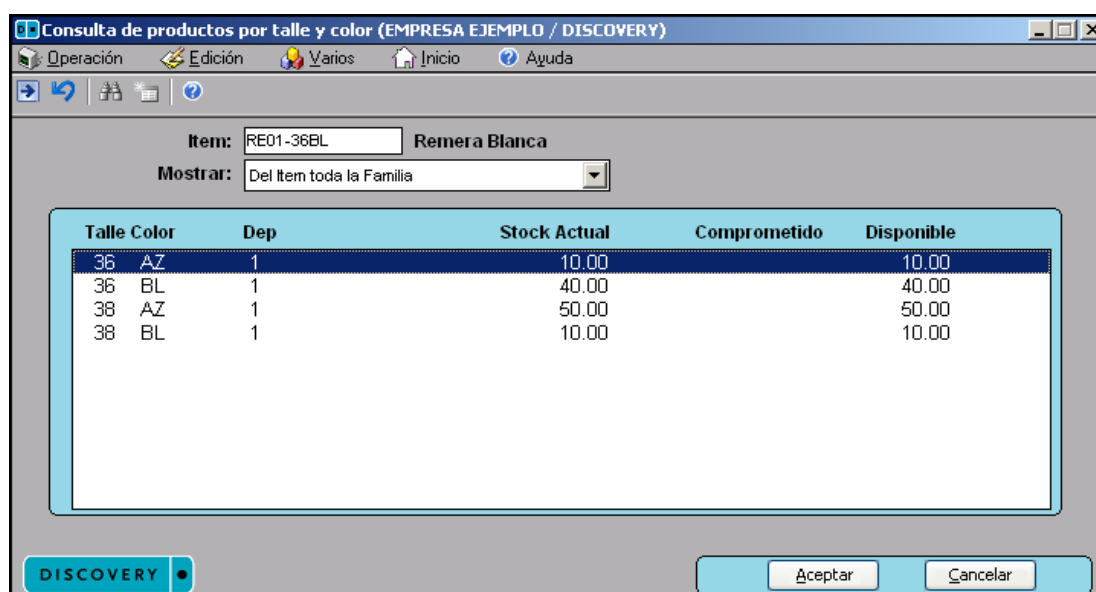 Consulta de productos por talle y color (EMPRESA EJEMPLO / DISCOVERY)
Operación Edición Varios Inicio Ayuda
Item: RE01-36BL Remera Blanca
Mostrar: Del Item toda la Familia
Talle Color Dep Stock Actual Comprometido Disponible
36 AZ 1 10.00 10.00
36 BL 1 40.00 40.00
38 AZ 1 50.00 50.00
38 BL 1 10.00 10.00
DISCOVERY Aceptar Cancelar